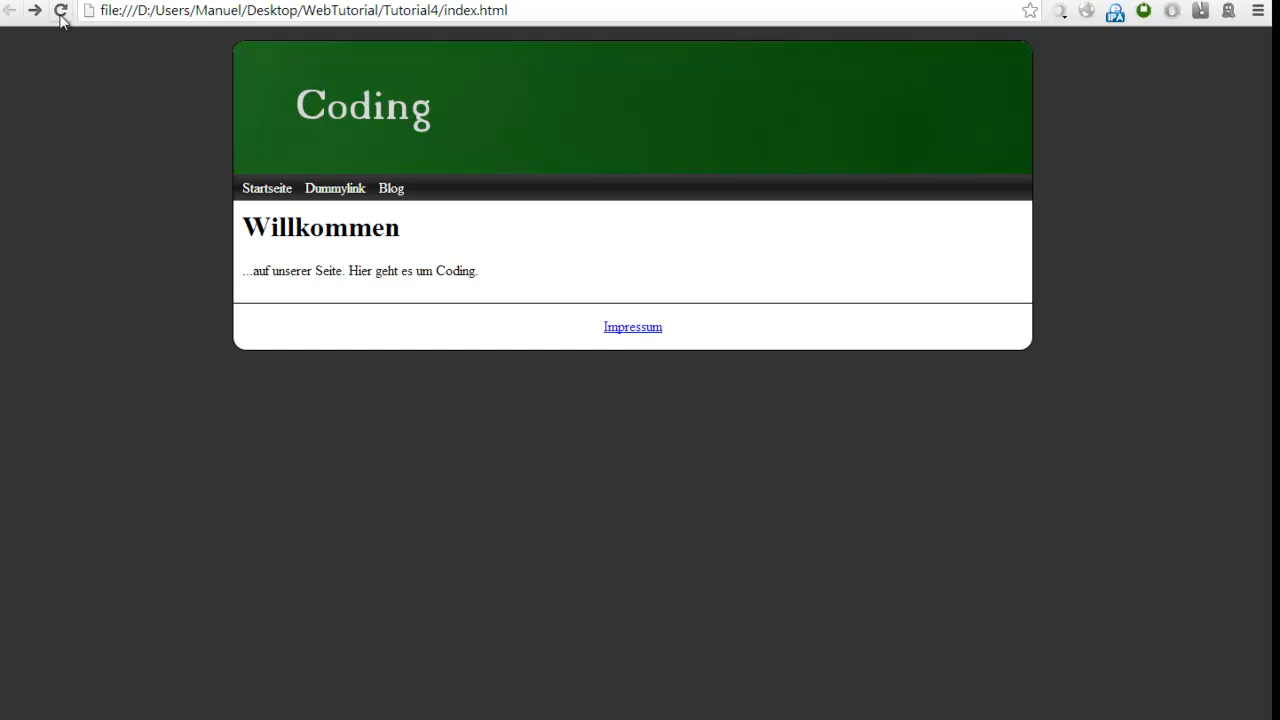 file:///D:/Users/Manuel/Desktop/WebTutorial/Tutorial4/index.html
IPA
Coding
Startseite Dummylink Blog
Willkommen
...auf unserer Seite. Hier geht es um Coding.
Impressum